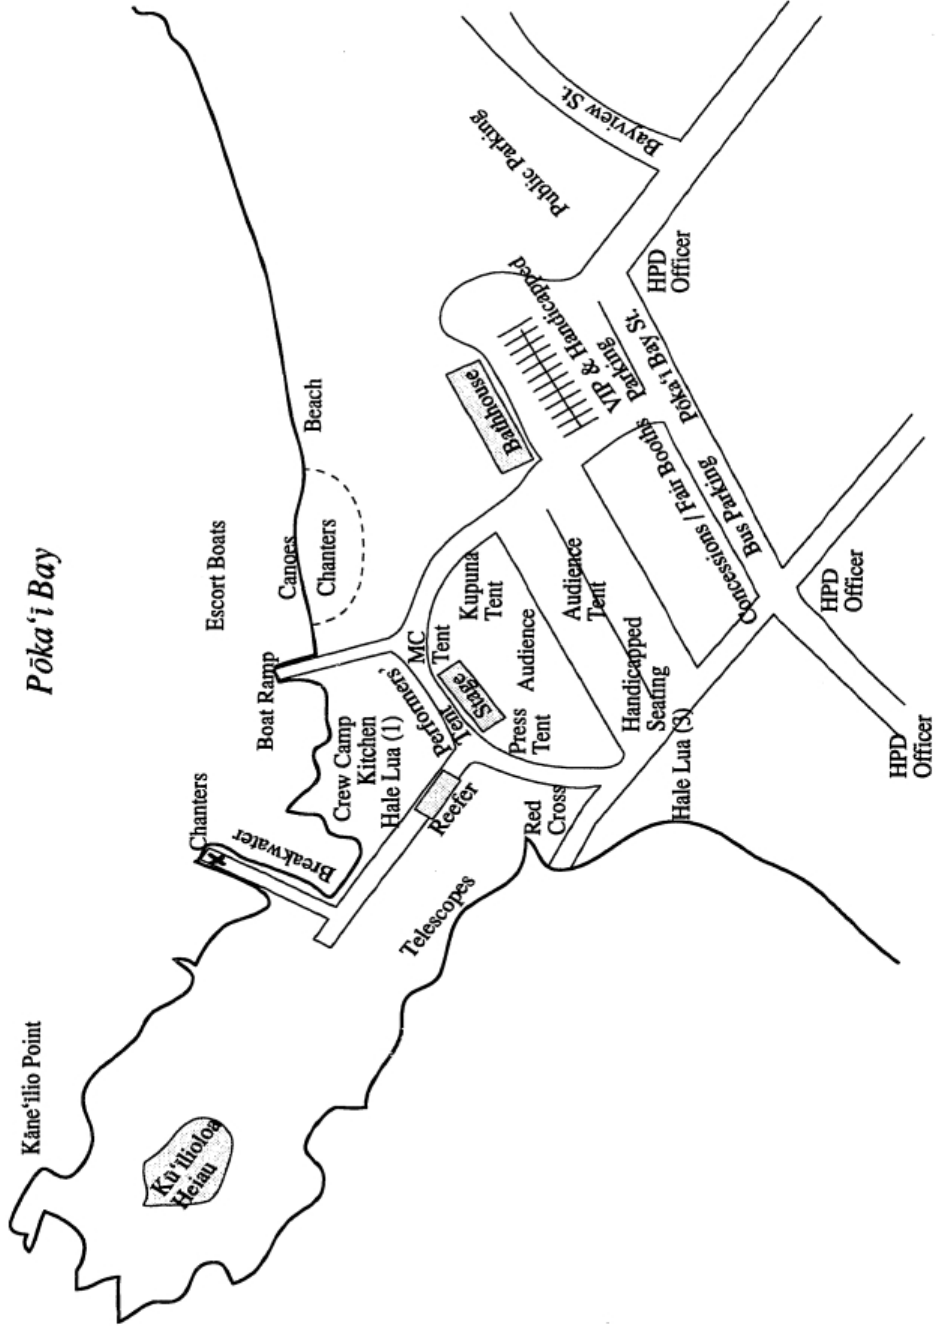 Pōka‘ī Bay
Kāne‘ilio Point
Kū‘ilioloa
Heiau
Chanters
Breakwater
Boat Ramp
Escort Boats
Canoes
Chanters
Beach
Crew Camp
Kitchen
Hale Lua (1)
Performers’
Tent
MC
Tent
Stage
Reefer
Telescopes
Red
Cross
Press
Tent
Audience
Kupuna
Tent
Audience
Tent
Handicapped
Seating
Hale Lua (3)
Bathhouse
VIP & Handicapped
Parking
Public Parking
Bayview St.
Pōka‘ī Bay St.
Concessions / Fair Booths
Bus Parking
HPD
Officer
HPD
Officer
HPD
Officer